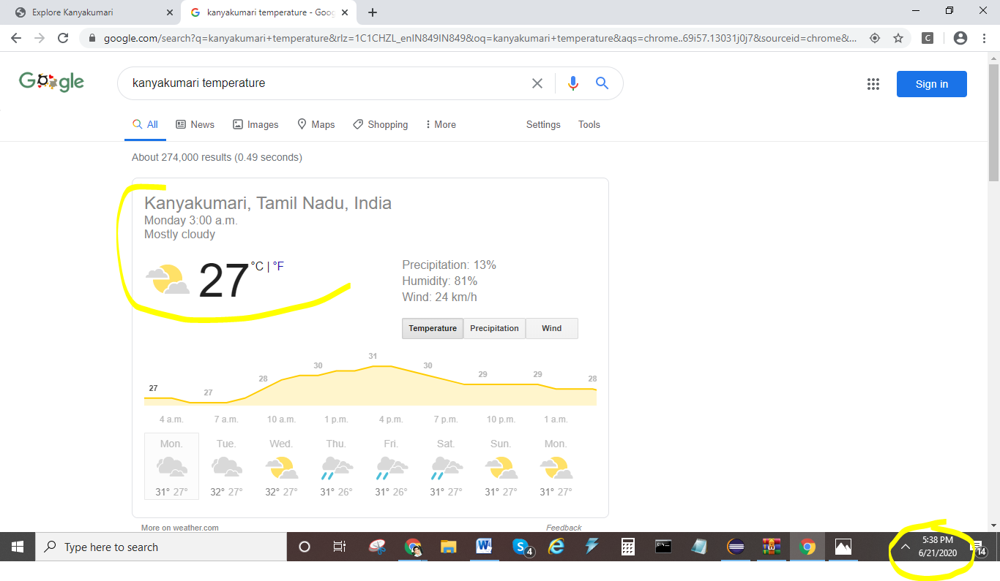 Explore Kanyakumari
kanyakumari temperature - Goog
google.com/search?q=kanyakumari+temperature&rlz=1C1CHZL_enIN849IN849&oq=kanyakumari+temperature&aqs=chrome..69i57.13031j0j7&sourceid=chrome&...
C
Google
kanyakumari temperature
Sign in
All News Images Maps Shopping More Settings Tools
About 274,000 results (0.49 seconds)
Kanyakumari, Tamil Nadu, India
Monday 3:00 a.m.
Mostly cloudy
27 °C | °F
Precipitation: 13%
Humidity: 81%
Wind: 24 km/h
Temperature Precipitation Wind
27 27 28 30 31 30 29 29 28
4 a.m. 7 a.m. 10 a.m. 1 p.m. 4 p.m. 7 p.m. 10 p.m. 1 a.m.
Mon. Tue. Wed. Thu. Fri. Sat. Sun. Mon.
31° 27° 32° 27° 32° 27° 31° 26° 31° 26° 31° 27° 31° 27° 31° 27°
More on weather.com
Feedback
Type here to search
W
S 4
5:38 PM
6/21/2020
14